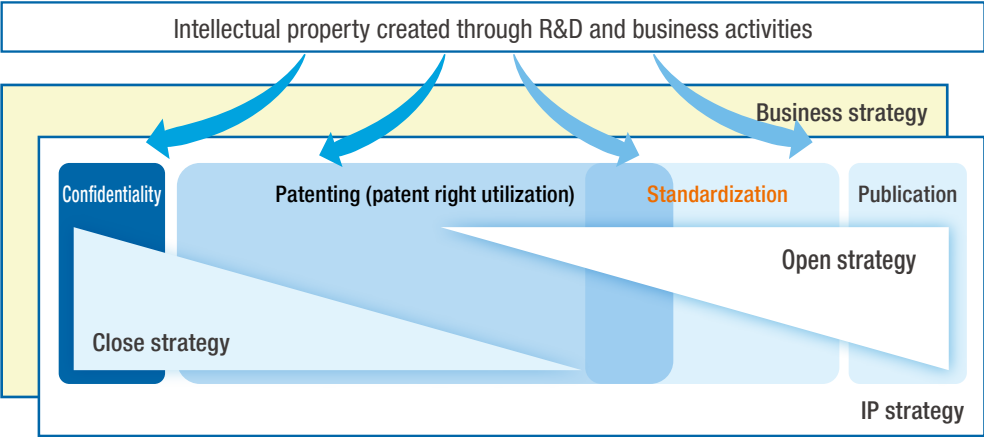 Intellectual property created through R&D and business activities
Business strategy
Confidentiality
Patenting (patent right utilization)
Standardization
Publication
Open strategy
Close strategy
IP strategy